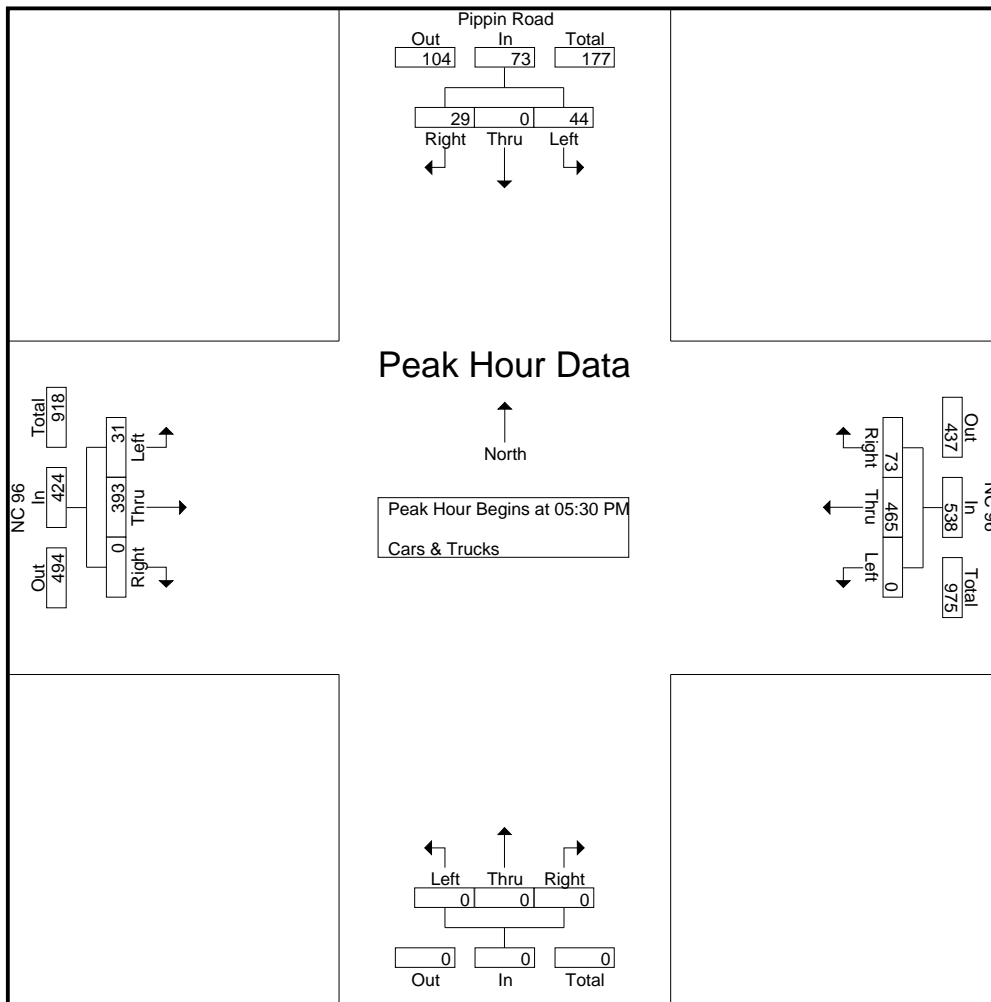 Pippin Road
Out In Total
104 73 177
29 0 44
Right Thru Left
Peak Hour Data
North
Peak Hour Begins at 05:30 PM
Cars & Trucks
NC 96
Total In Out
918 424 494
31 393 0
Left Thru Right
Out In Total
437 538 975
73 465 0
Right Thru Left
Left Thru Right
0 0 0
0 0 0
Out In Total